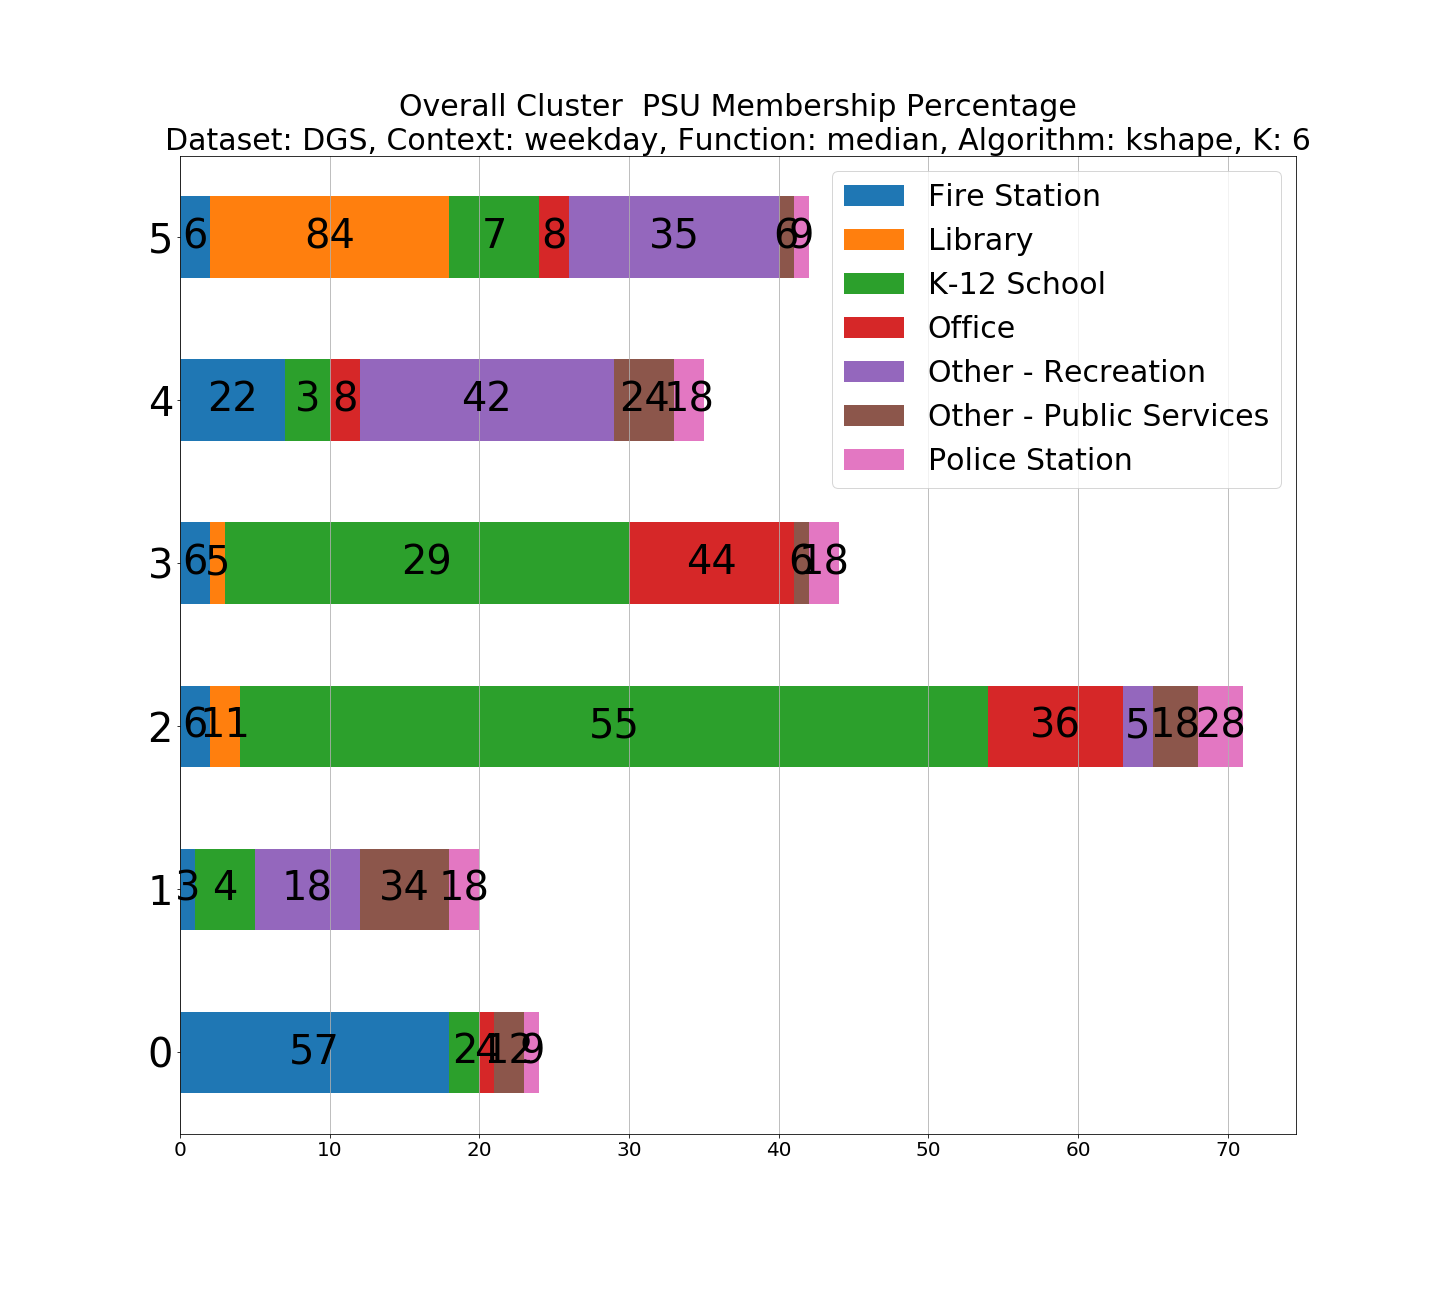 Overall Cluster  PSU Membership Percentage
Dataset: DGS, Context: weekday, Function: median, Algorithm: kshape, K: 6
Fire Station
Library
K-12 School
Office
Other - Recreation
Other - Public Services
Police Station
5 6 84 7 8 35 6 9
4 22 3 8 42 24 18
3 6 5 29 44 6 18
2 6 11 55 36 5 18 28
1 3 4 18 34 18
0 57 2 4 12 9
0 10 20 30 40 50 60 70